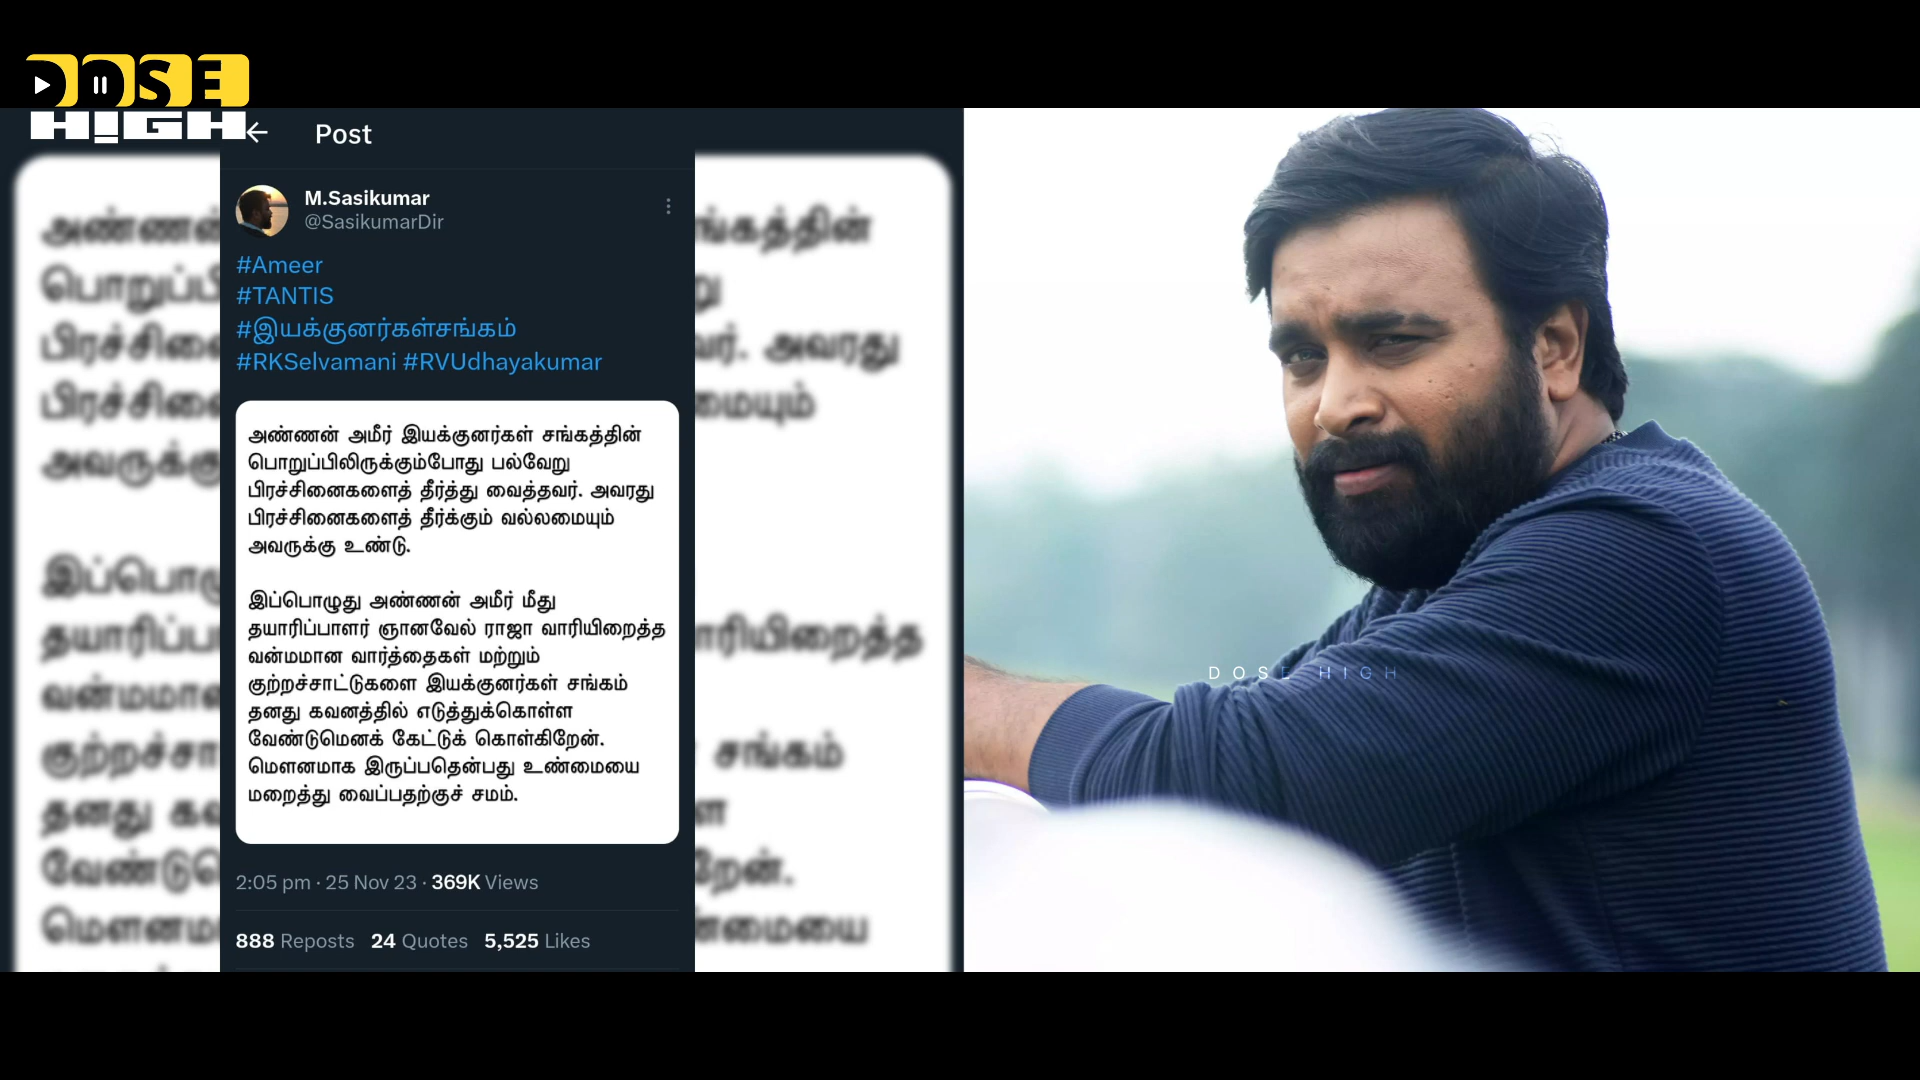 DOSE
HIGH
Post
M.Sasikumar
@SasikumarDir
#Ameer
#TANTIS
#இயக்குனர்கள்சங்கம்
#RKSelvamani #RVUdhayakumar
அண்ணன் அமீர் இயக்குனர்கள் சங்கத்தின்
பொறுப்பிலிருக்கும்போது பல்வேறு
பிரச்சினைகளைத் தீர்த்து வைத்தவர். அவரது
பிரச்சினைகளைத் தீர்க்கும் வல்லமையும்
அவருக்கு உண்டு.
இப்பொழுது அண்ணன் அமீர் மீது
தயாரிப்பாளர் ஞானவேல் ராஜா வாரியிறைத்த
வன்மமான வார்த்தைகள் மற்றும்
குற்றச்சாட்டுகளை இயக்குனர்கள் சங்கம்
தனது கவனத்தில் எடுத்துக்கொள்ள
வேண்டுமெனக் கேட்டுக் கொள்கிறேன்.
மௌனமாக இருப்பதென்பது உண்மையை
மறைத்து வைப்பதற்குச் சமம்.
2:05 pm · 25 Nov 23 · 369K Views
888 Reposts 24 Quotes 5,525 Likes
DOSE HIGH